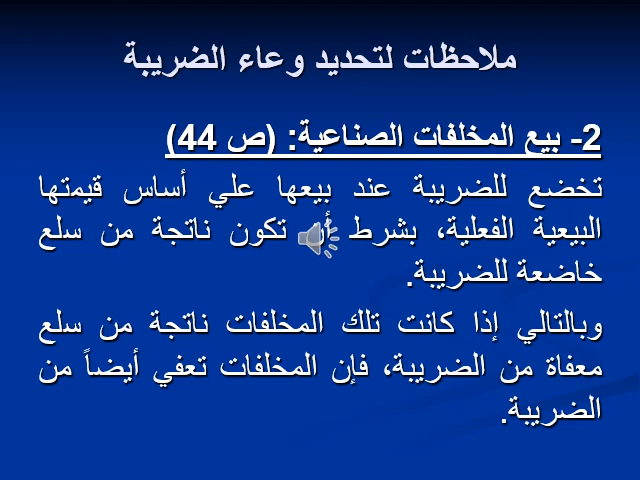 ملاحظات لتحديد وعاء الضريبة
2- بيع المخلفات الصناعية: (ص 44)
تخضع للضريبة عند بيعها علي أساس قيمتها
البيعية الفعلية، بشرط أن تكون ناتجة من سلع
خاضعة للضريبة.
وبالتالي إذا كانت تلك المخلفات ناتجة من سلع
معفاة من الضريبة، فإن المخلفات تعفي أيضاً من
الضريبة.